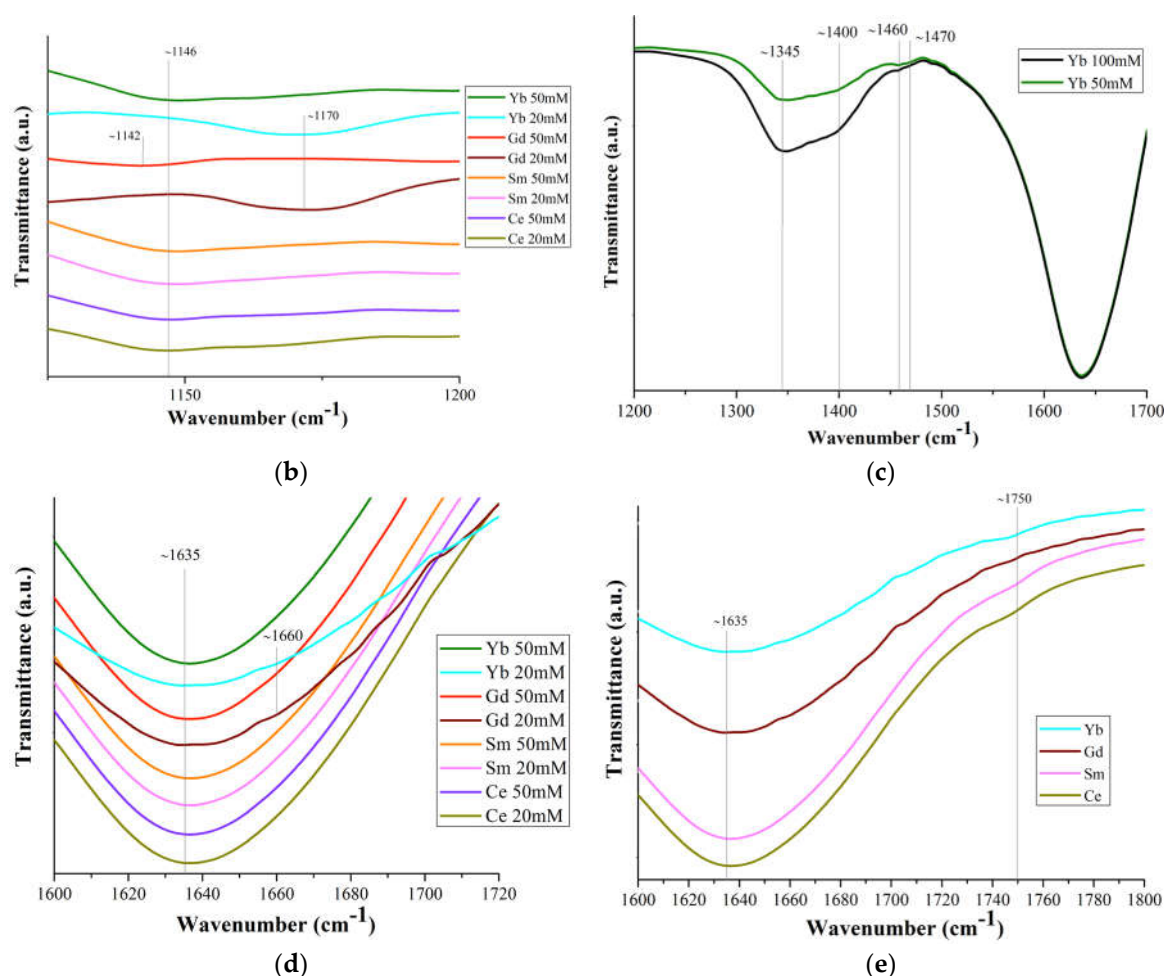 ~1146
~1142
~1170
Yb 50mM
Yb 20mM
Gd 50mM
Gd 20mM
Sm 50mM
Sm 20mM
Ce 50mM
Ce 20mM
Transmittance (a.u.)
1150
1200
Wavenumber (cm-1)
(b)
~1345
~1400
~1460
~1470
Yb 100mM
Yb 50mM
Transmittance (a.u.)
1200 1300 1400 1500 1600 1700
Wavenumber (cm-1)
(c)
~1635
~1660
Yb 50mM
Yb 20mM
Gd 50mM
Gd 20mM
Sm 50mM
Sm 20mM
Ce 50mM
Ce 20mM
Transmittance (a.u.)
1600 1620 1640 1660 1680 1700 1720
Wavenumber (cm-1)
(d)
~1750
~1635
Yb
Gd
Sm
Ce
Transmittance (a.u.)
1600 1620 1640 1660 1680 1700 1720 1740 1760 1780 1800
Wavenumber (cm-1)
(e)